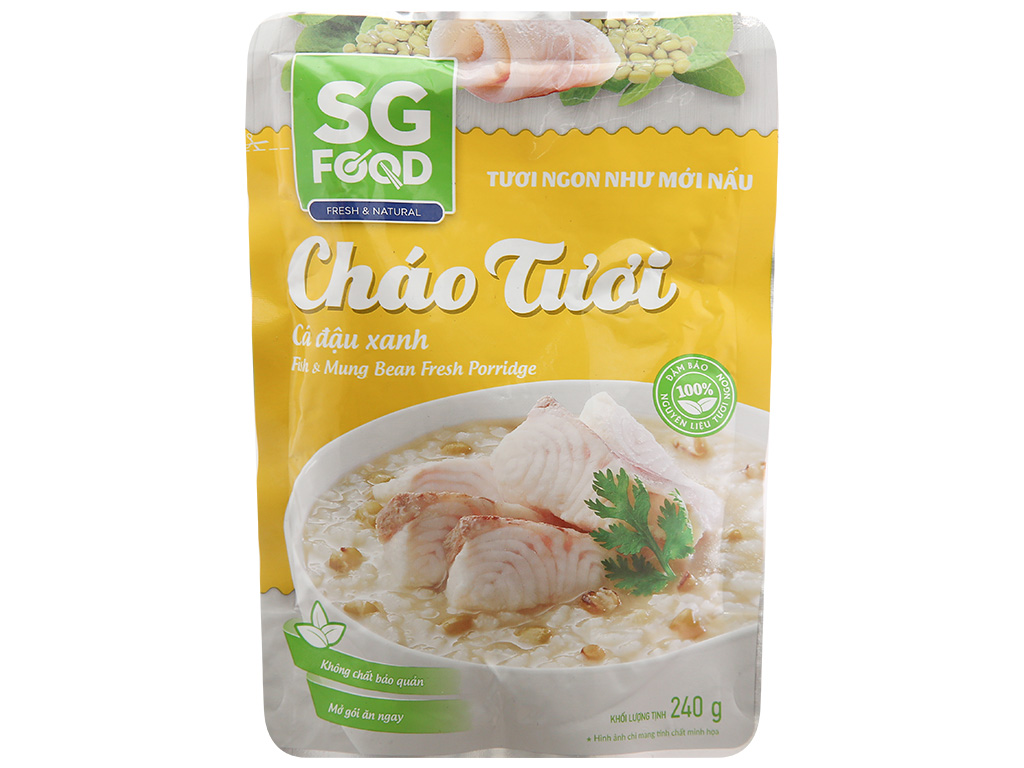 SG
FOOD
FRESH & NATURAL
TƯƠI NGON NHƯ MỚI NẤU
Cháo Tươi
Cá đậu xanh
Fish & Mung Bean Fresh Porridge
ĐẢM BẢO
100%
NGUYÊN LIỆU TƯƠI NGON
Không chất bảo quản
Mở gói ăn ngay
KHỐI LƯỢNG TỊNH 240 g
* Hình ảnh chỉ mang tính chất minh họa